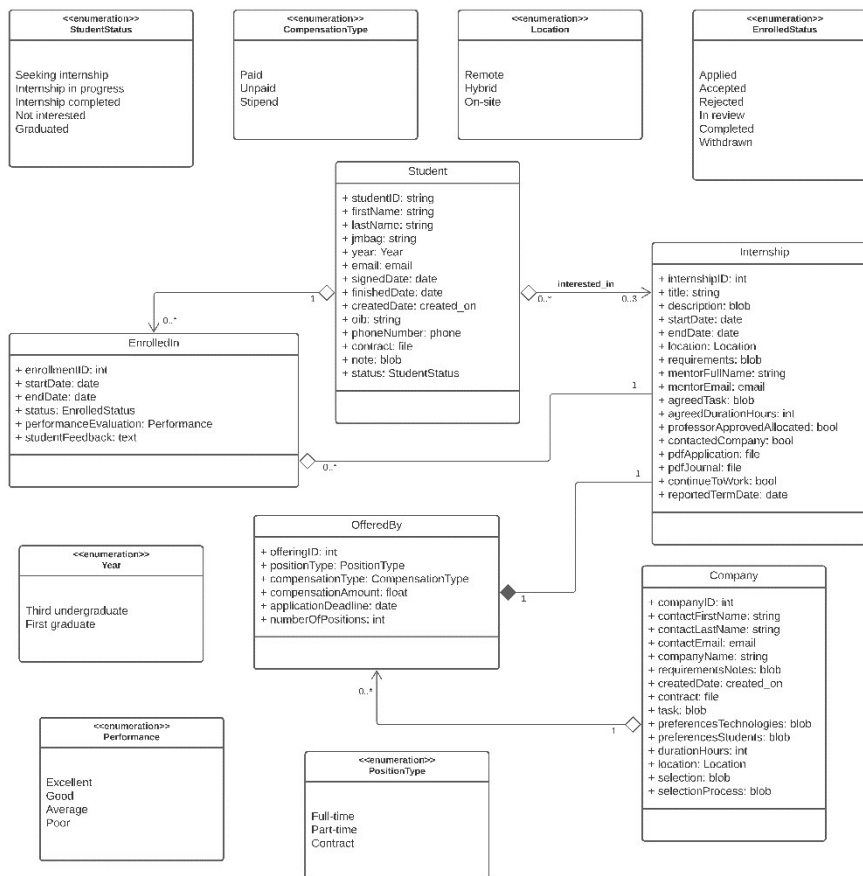 <<enumeration>>
StudentStatus
Seeking internship
Internship in progress
Internship completed
Not interested
Graduated
<<enumeration>>
CompensationType
Paid
Unpaid
Stipend
<<enumeration>>
Location
Remote
Hybrid
On-site
<<enumeration>>
EnrolledStatus
Applied
Accepted
Rejected
In review
Completed
Withdrawn
Student
+ studentID: string
+ firstName: string
+ lastName: string
+ jmbag: string
+ year: Year
+ email: email
+ signedDate: date
+ finishedDate: date
+ createdDate: created_on
+ oib: string
+ phoneNumber: phone
+ contract: file
+ note: blob
+ status: StudentStatus
1
0..*
interested_in
0..*
0..3
Internship
+ internshipID: int
+ title: string
+ description: blob
+ startDate: date
+ endDate: date
+ location: Location
+ requirements: blob
+ mentorFullName: string
+ mentorEmail: email
+ agreedTask: blob
+ agreedDurationHours: int
+ professorApprovedAllocated: bool
+ contactedCompany: bool
+ pdfApplication: file
+ pdfJournal: file
+ continueToWork: bool
+ reportedTermDate: date
EnrolledIn
+ enrollmentID: int
+ startDate: date
+ endDate: date
+ status: EnrolledStatus
+ performanceEvaluation: Performance
+ studentFeedback: text
1
0..*
1
OfferedBy
+ offeringID: int
+ positionType: PositionType
+ compensationType: CompensationType
+ compensationAmount: float
+ applicationDeadline: date
+ numberOfPositions: int
1
<<enumeration>>
Year
Third undergraduate
First graduate
Company
+ companyID: int
+ contactFirstName: string
+ contactLastName: string
+ contactEmail: email
+ companyName: string
+ requirementsNotes: blob
+ createdDate: created_on
+ contract: file
+ task: blob
+ preferencesTechnologies: blob
+ preferencesStudents: blob
+ durationHours: int
+ location: Location
+ selection: blob
+ selectionProcess: blob
0..*
1
<<enumeration>>
Performance
Excellent
Good
Average
Poor
<<enumeration>>
PositionType
Full-time
Part-time
Contract